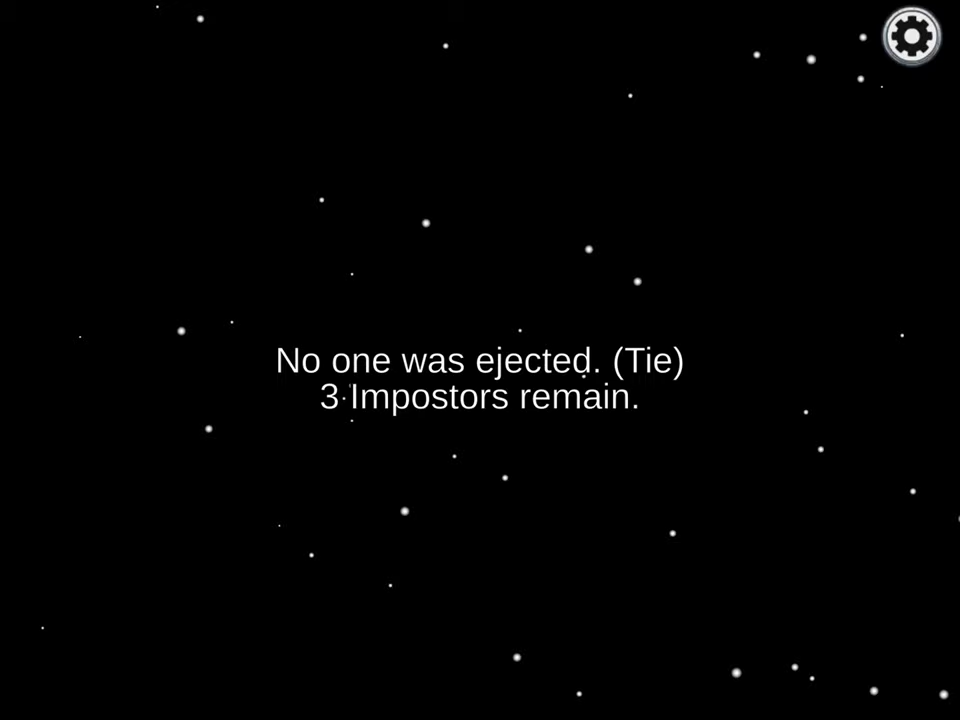 No one was ejected. (Tie)
3 Impostors remain.